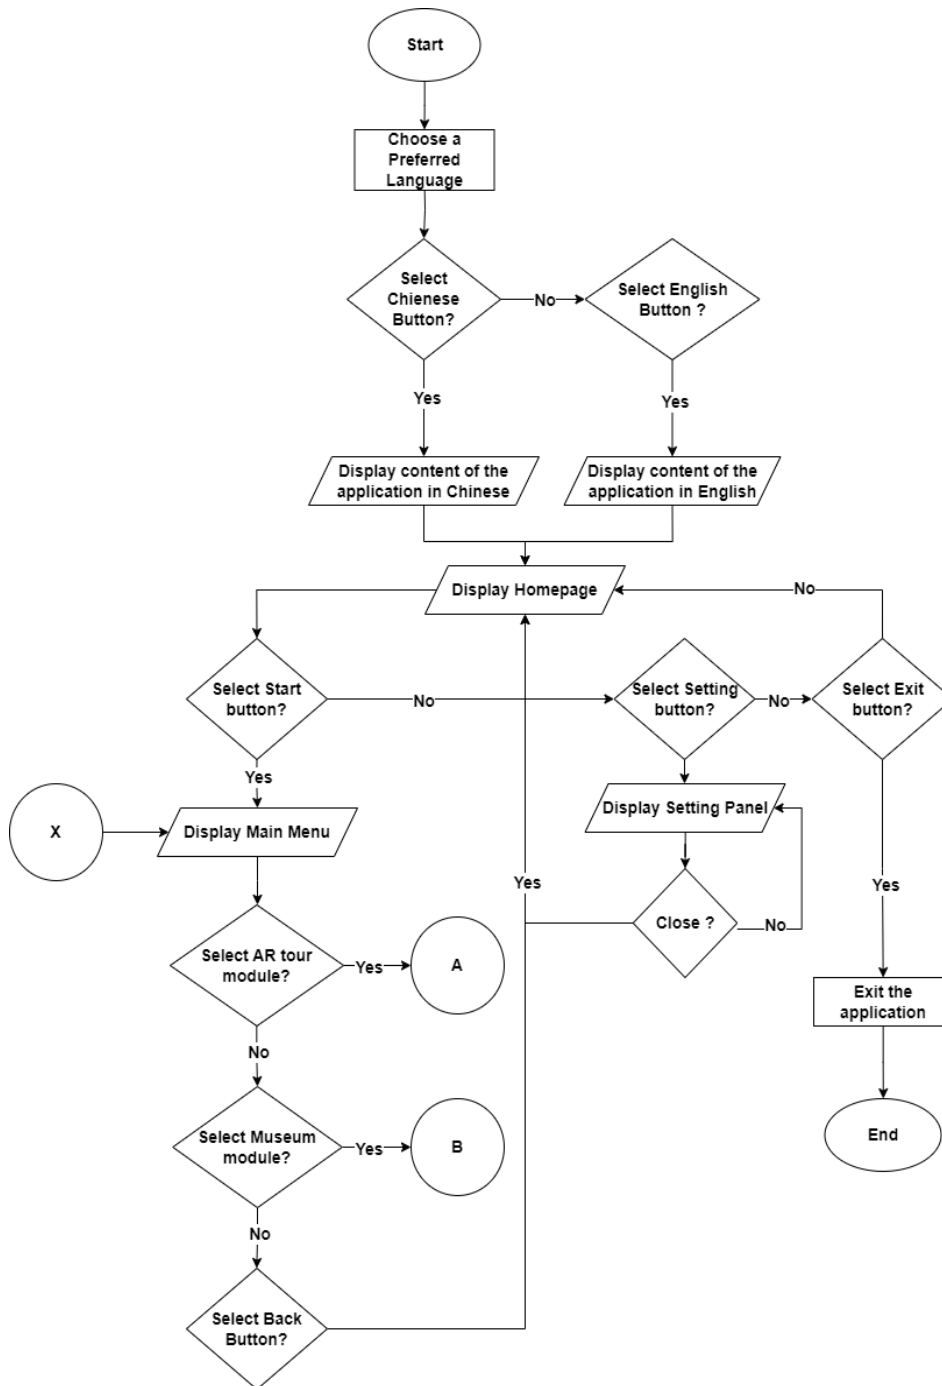 Start
Choose a
Preferred
Language
Select
Chienese
Button?
No
Select English
Button ?
Yes
Yes
Display content of the
application in Chinese
Display content of the
application in English
Display Homepage
No
Select Start
button?
No
Select Setting
button?
No
Select Exit
button?
Yes
X
Display Main Menu
Display Setting Panel
Yes
Close ?
No
Yes
Select AR tour
module?
Yes
A
Exit the
application
No
Select Museum
module?
Yes
B
End
No
Select Back
Button?